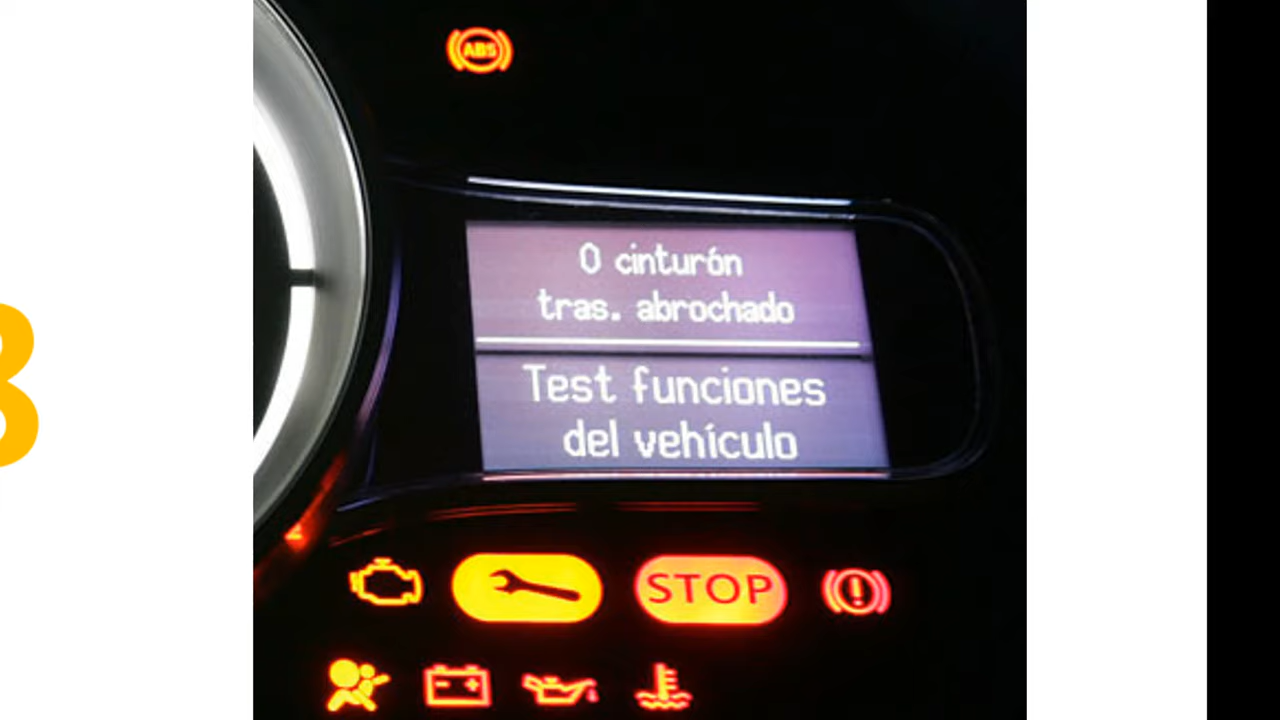 ABS
0 cinturón
tras. abrochado
Test funciones
del vehículo
STOP